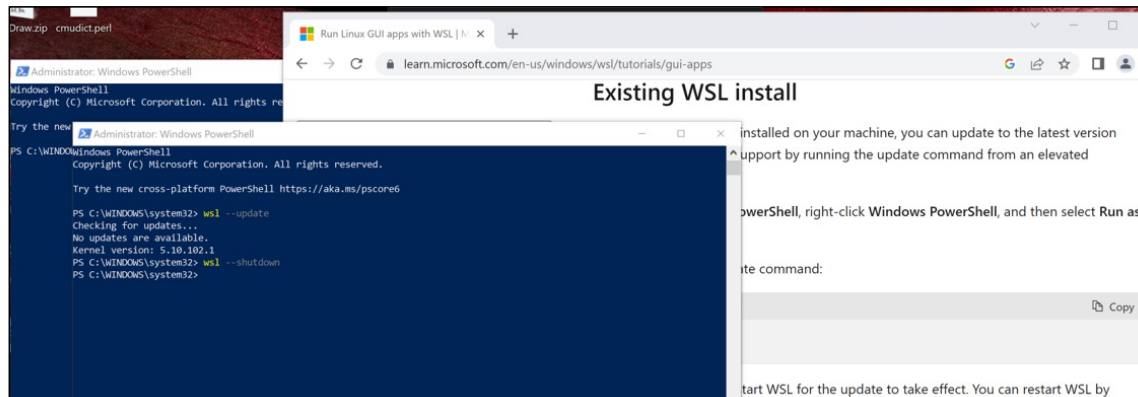 Draw.zip cmudict.perl
Run Linux GUI apps with WSL | M
learn.microsoft.com/en-us/windows/wsl/tutorials/gui-apps
Administrator: Windows PowerShell
Windows PowerShell
Copyright (C) Microsoft Corporation. All rights re
Try the new
PS C:\WINDOW
Administrator: Windows PowerShell
Windows PowerShell
Copyright (C) Microsoft Corporation. All rights reserved.
Try the new cross-platform PowerShell https://aka.ms/pscore6
PS C:\WINDOWS\system32> wsl --update
Checking for updates...
No updates are available.
Kernel version: 5.10.102.1
PS C:\WINDOWS\system32> wsl --shutdown
PS C:\WINDOWS\system32>
Existing WSL install
installed on your machine, you can update to the latest version
upport by running the update command from an elevated
owerShell, right-click Windows PowerShell, and then select Run as
te command:
Copy
tart WSL for the update to take effect. You can restart WSL by